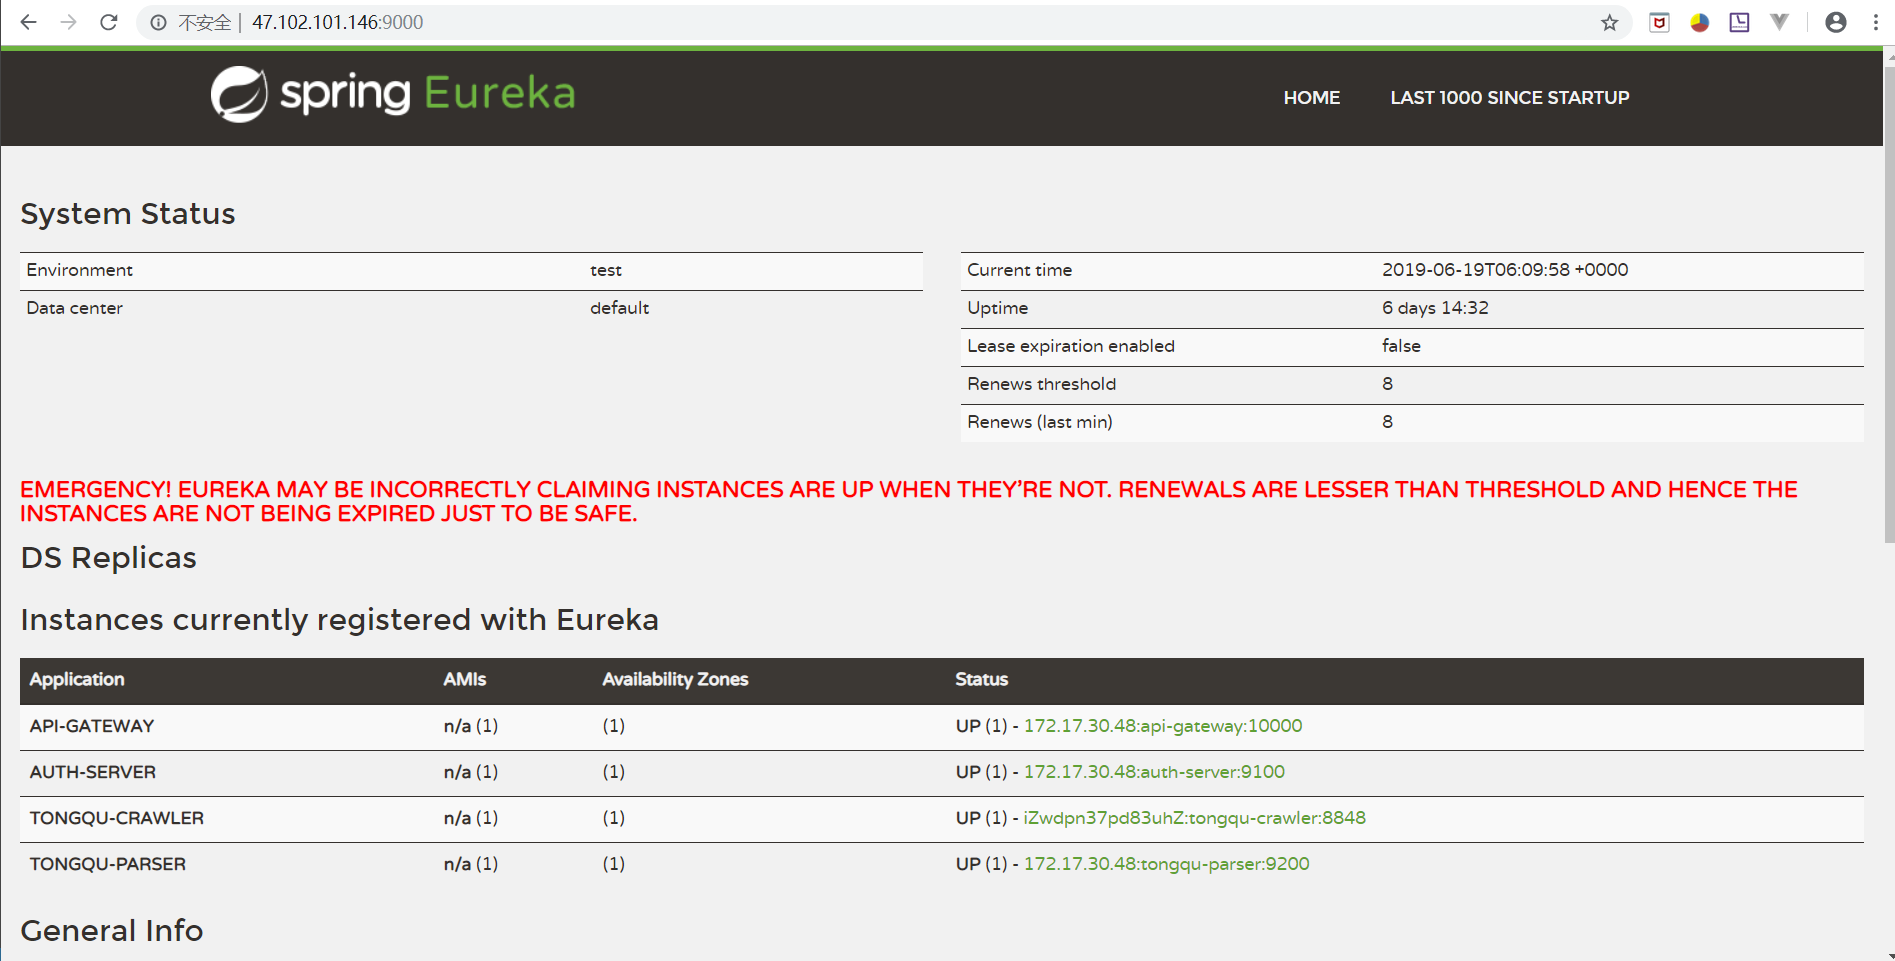 不安全 | 47.102.101.146:9000
spring Eureka
HOME LAST 1000 SINCE STARTUP
System Status
Environment test
Data center default
Current time 2019-06-19T06:09:58 +0000
Uptime 6 days 14:32
Lease expiration enabled false
Renews threshold 8
Renews (last min) 8
EMERGENCY! EUREKA MAY BE INCORRECTLY CLAIMING INSTANCES ARE UP WHEN THEY'RE NOT. RENEWALS ARE LESSER THAN THRESHOLD AND HENCE THE
INSTANCES ARE NOT BEING EXPIRED JUST TO BE SAFE.
DS Replicas
Instances currently registered with Eureka
Application AMIs Availability Zones Status
API-GATEWAY n/a (1) (1) UP (1) - 172.17.30.48:api-gateway:10000
AUTH-SERVER n/a (1) (1) UP (1) - 172.17.30.48:auth-server:9100
TONGQU-CRAWLER n/a (1) (1) UP (1) - iZwdpn37pd83uhZ:tongqu-crawler:8848
TONGQU-PARSER n/a (1) (1) UP (1) - 172.17.30.48:tongqu-parser:9200
General Info